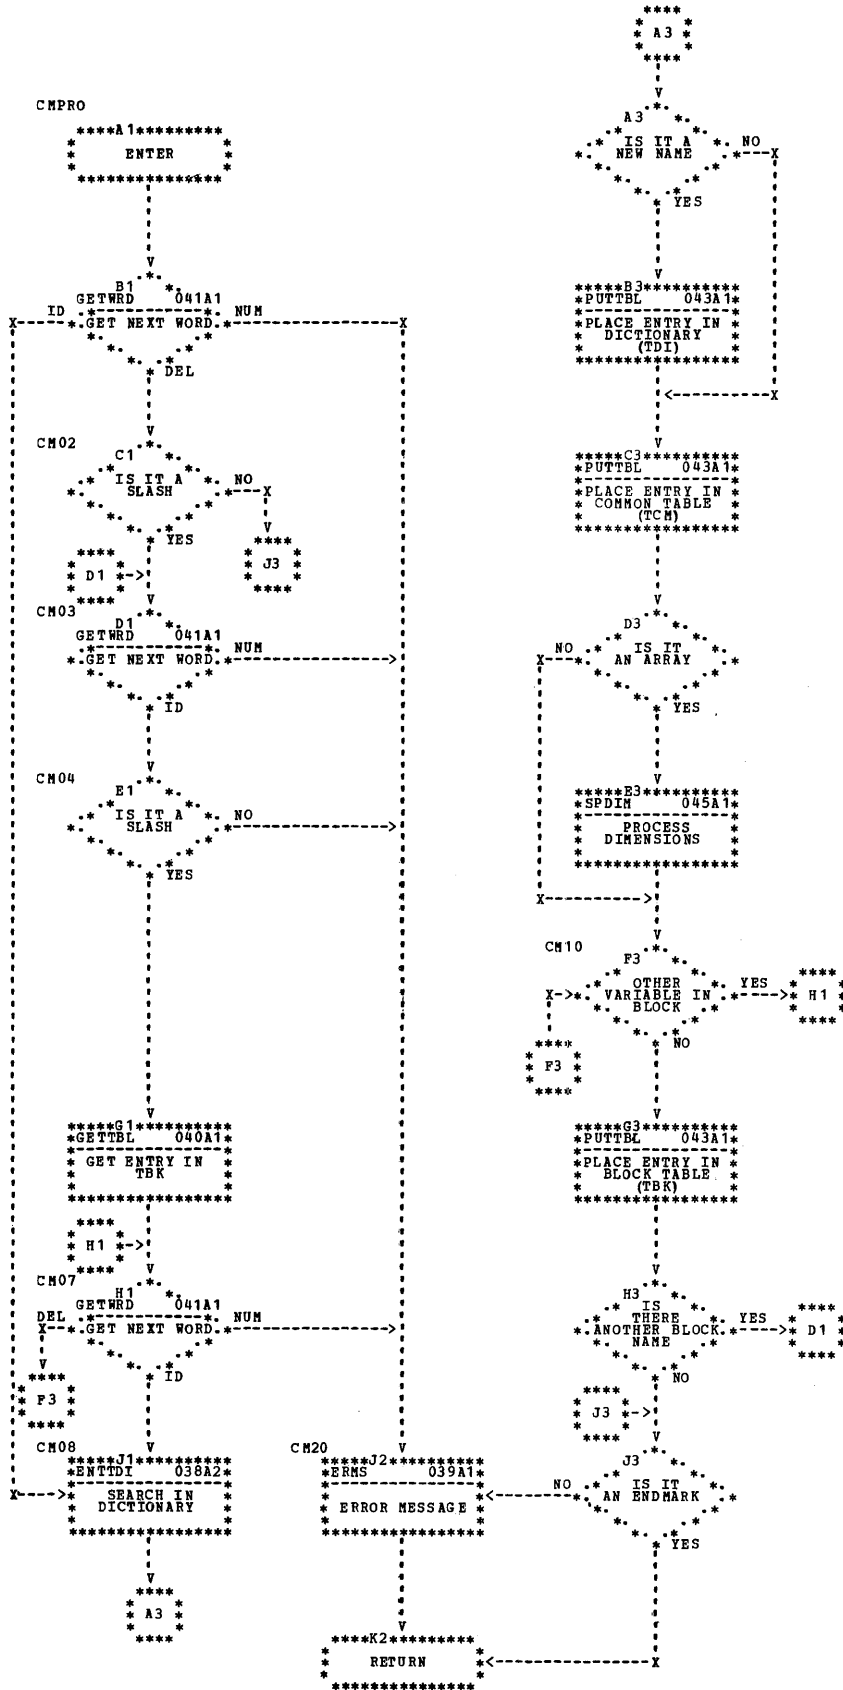 A3
CMPRO
A1
ENTER
A3
IS IT A
NEW NAME
NO
YES
B1
GETWRD 041A1
ID
GET NEXT WORD
NUM
DEL
B3
PUTTBL 043A1
PLACE ENTRY IN
DICTIONARY
(TDI)
CM02
C1
IS IT A
SLASH
NO
YES
J3
D1
C3
PUTTBL 043A1
PLACE ENTRY IN
COMMON TABLE
(TCM)
CM03
D1
GETWRD 041A1
GET NEXT WORD
NUM
ID
D3
NO
IS IT
AN ARRAY
YES
CM04
E1
IS IT A
SLASH
NO
YES
E3
SPDIM 045A1
PROCESS
DIMENSIONS
CM10
F3
OTHER
VARIABLE IN
BLOCK
YES
H1
NO
F3
G1
GETTBL 040A1
GET ENTRY IN
TBK
G3
PUTTBL 043A1
PLACE ENTRY IN
BLOCK TABLE
(TBK)
H1
CM07
H1
GETWRD 041A1
DEL
GET NEXT WORD
NUM
ID
F3
H3
IS
THERE
ANOTHER BLOCK
NAME
YES
D1
NO
J3
CM08
J1
ENTTDI 038A2
SEARCH IN
DICTIONARY
CM20
J2
ERMS 039A1
ERROR MESSAGE
J3
NO
IS IT
AN ENDMARK
YES
A3
K2
RETURN